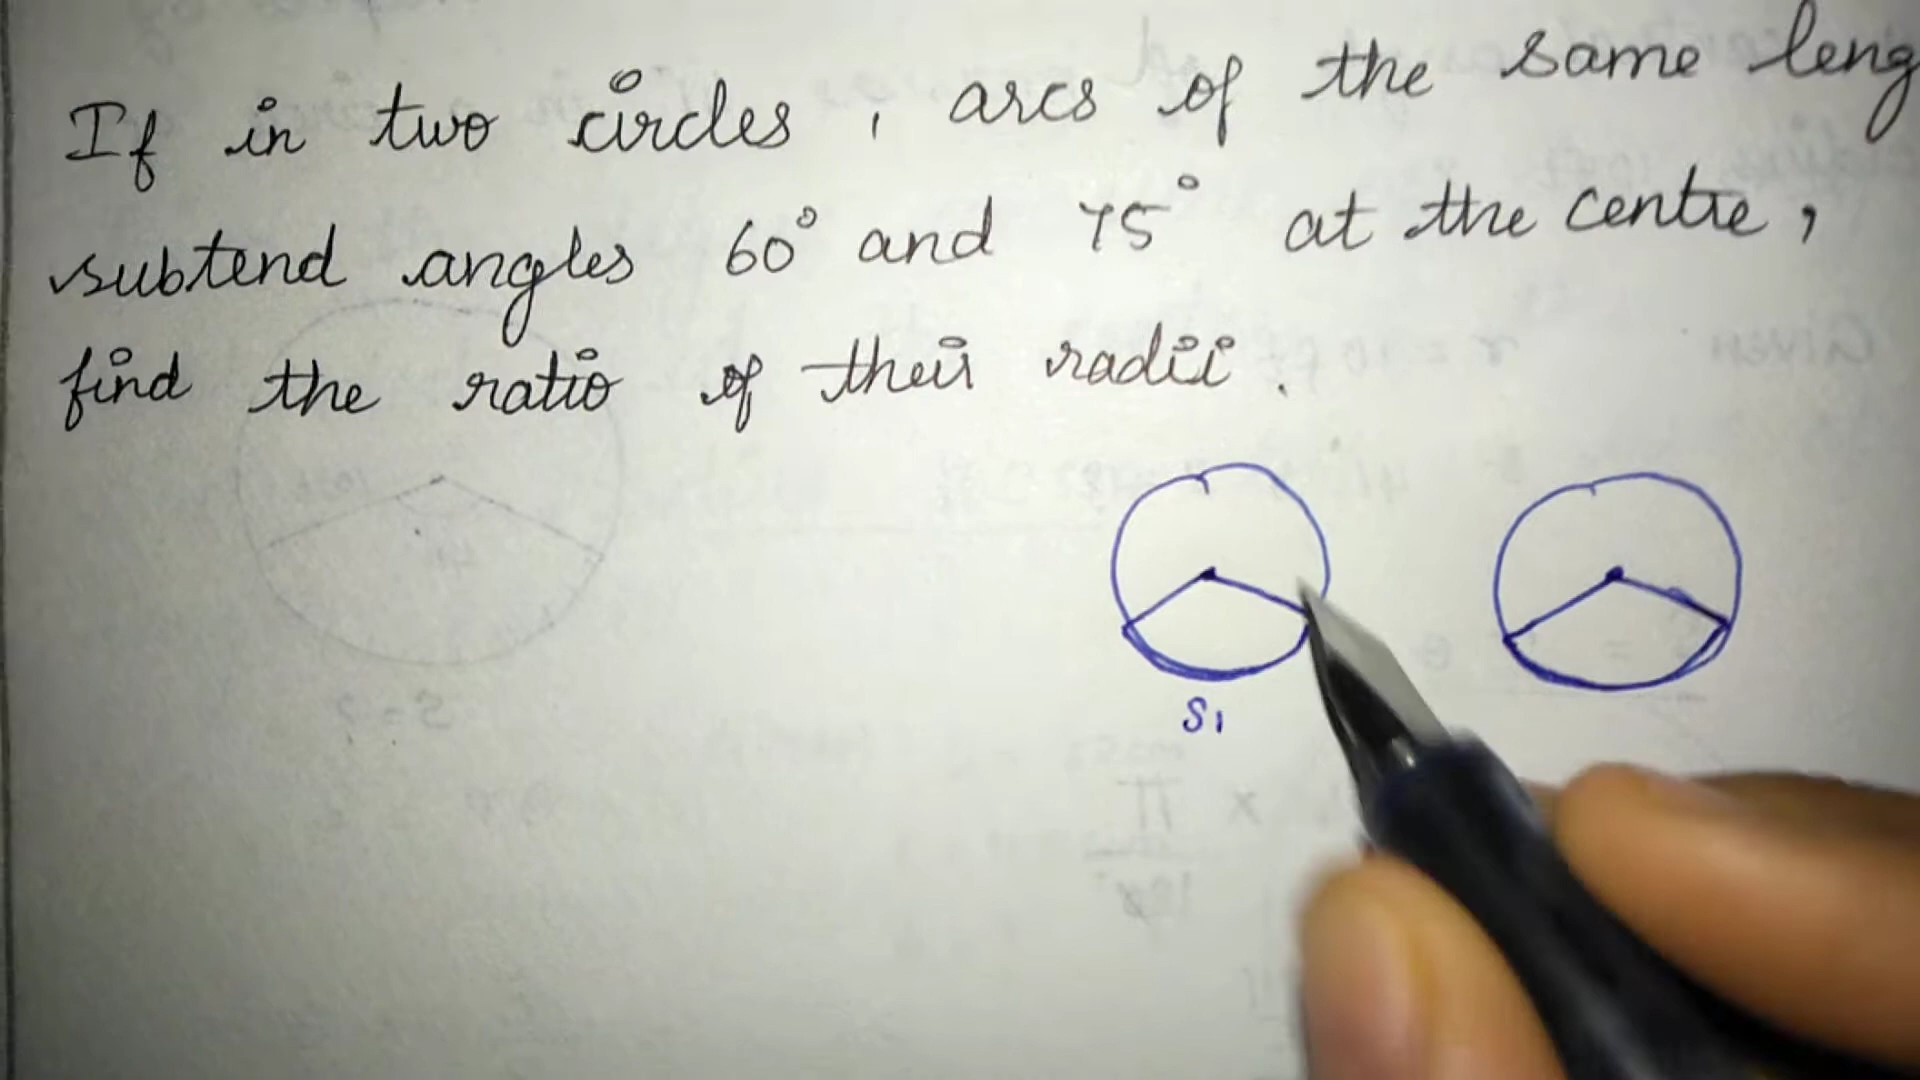 If in two circles, arcs of the same leng
subtend angles 60° and 75° at the centre,
find the ratio of their radii.
S1